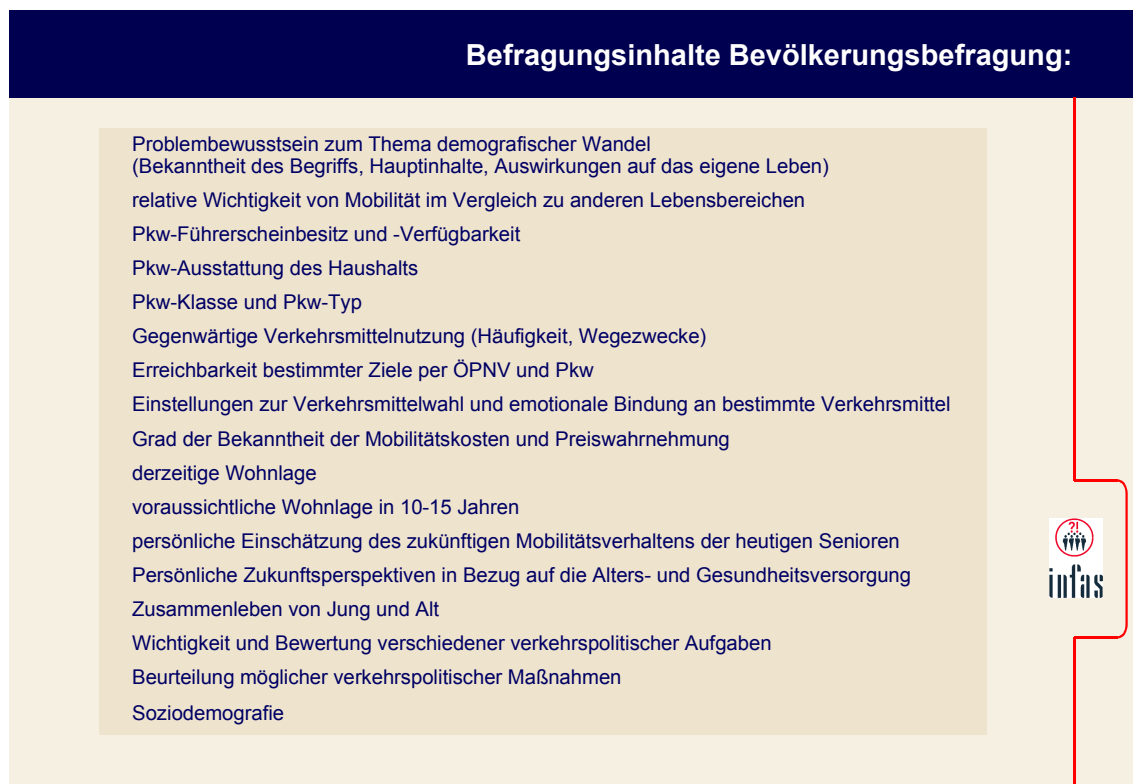 Befragungsinhalte Bevölkerungsbefragung:
Problembewusstsein zum Thema demografischer Wandel
(Bekanntheit des Begriffs, Hauptinhalte, Auswirkungen auf das eigene Leben)
relative Wichtigkeit von Mobilität im Vergleich zu anderen Lebensbereichen
Pkw-Führerscheinbesitz und -Verfügbarkeit
Pkw-Ausstattung des Haushalts
Pkw-Klasse und Pkw-Typ
Gegenwärtige Verkehrsmittelnutzung (Häufigkeit, Wegezwecke)
Erreichbarkeit bestimmter Ziele per ÖPNV und Pkw
Einstellungen zur Verkehrsmittelwahl und emotionale Bindung an bestimmte Verkehrsmittel
Grad der Bekanntheit der Mobilitätskosten und Preiswahrnehmung
derzeitige Wohnlage
voraussichtliche Wohnlage in 10-15 Jahren
persönliche Einschätzung des zukünftigen Mobilitätsverhaltens der heutigen Senioren
Persönliche Zukunftsperspektiven in Bezug auf die Alters- und Gesundheitsversorgung
Zusammenleben von Jung und Alt
Wichtigkeit und Bewertung verschiedener verkehrspolitischer Aufgaben
Beurteilung möglicher verkehrspolitischer Maßnahmen
Soziodemografie
?!
infas